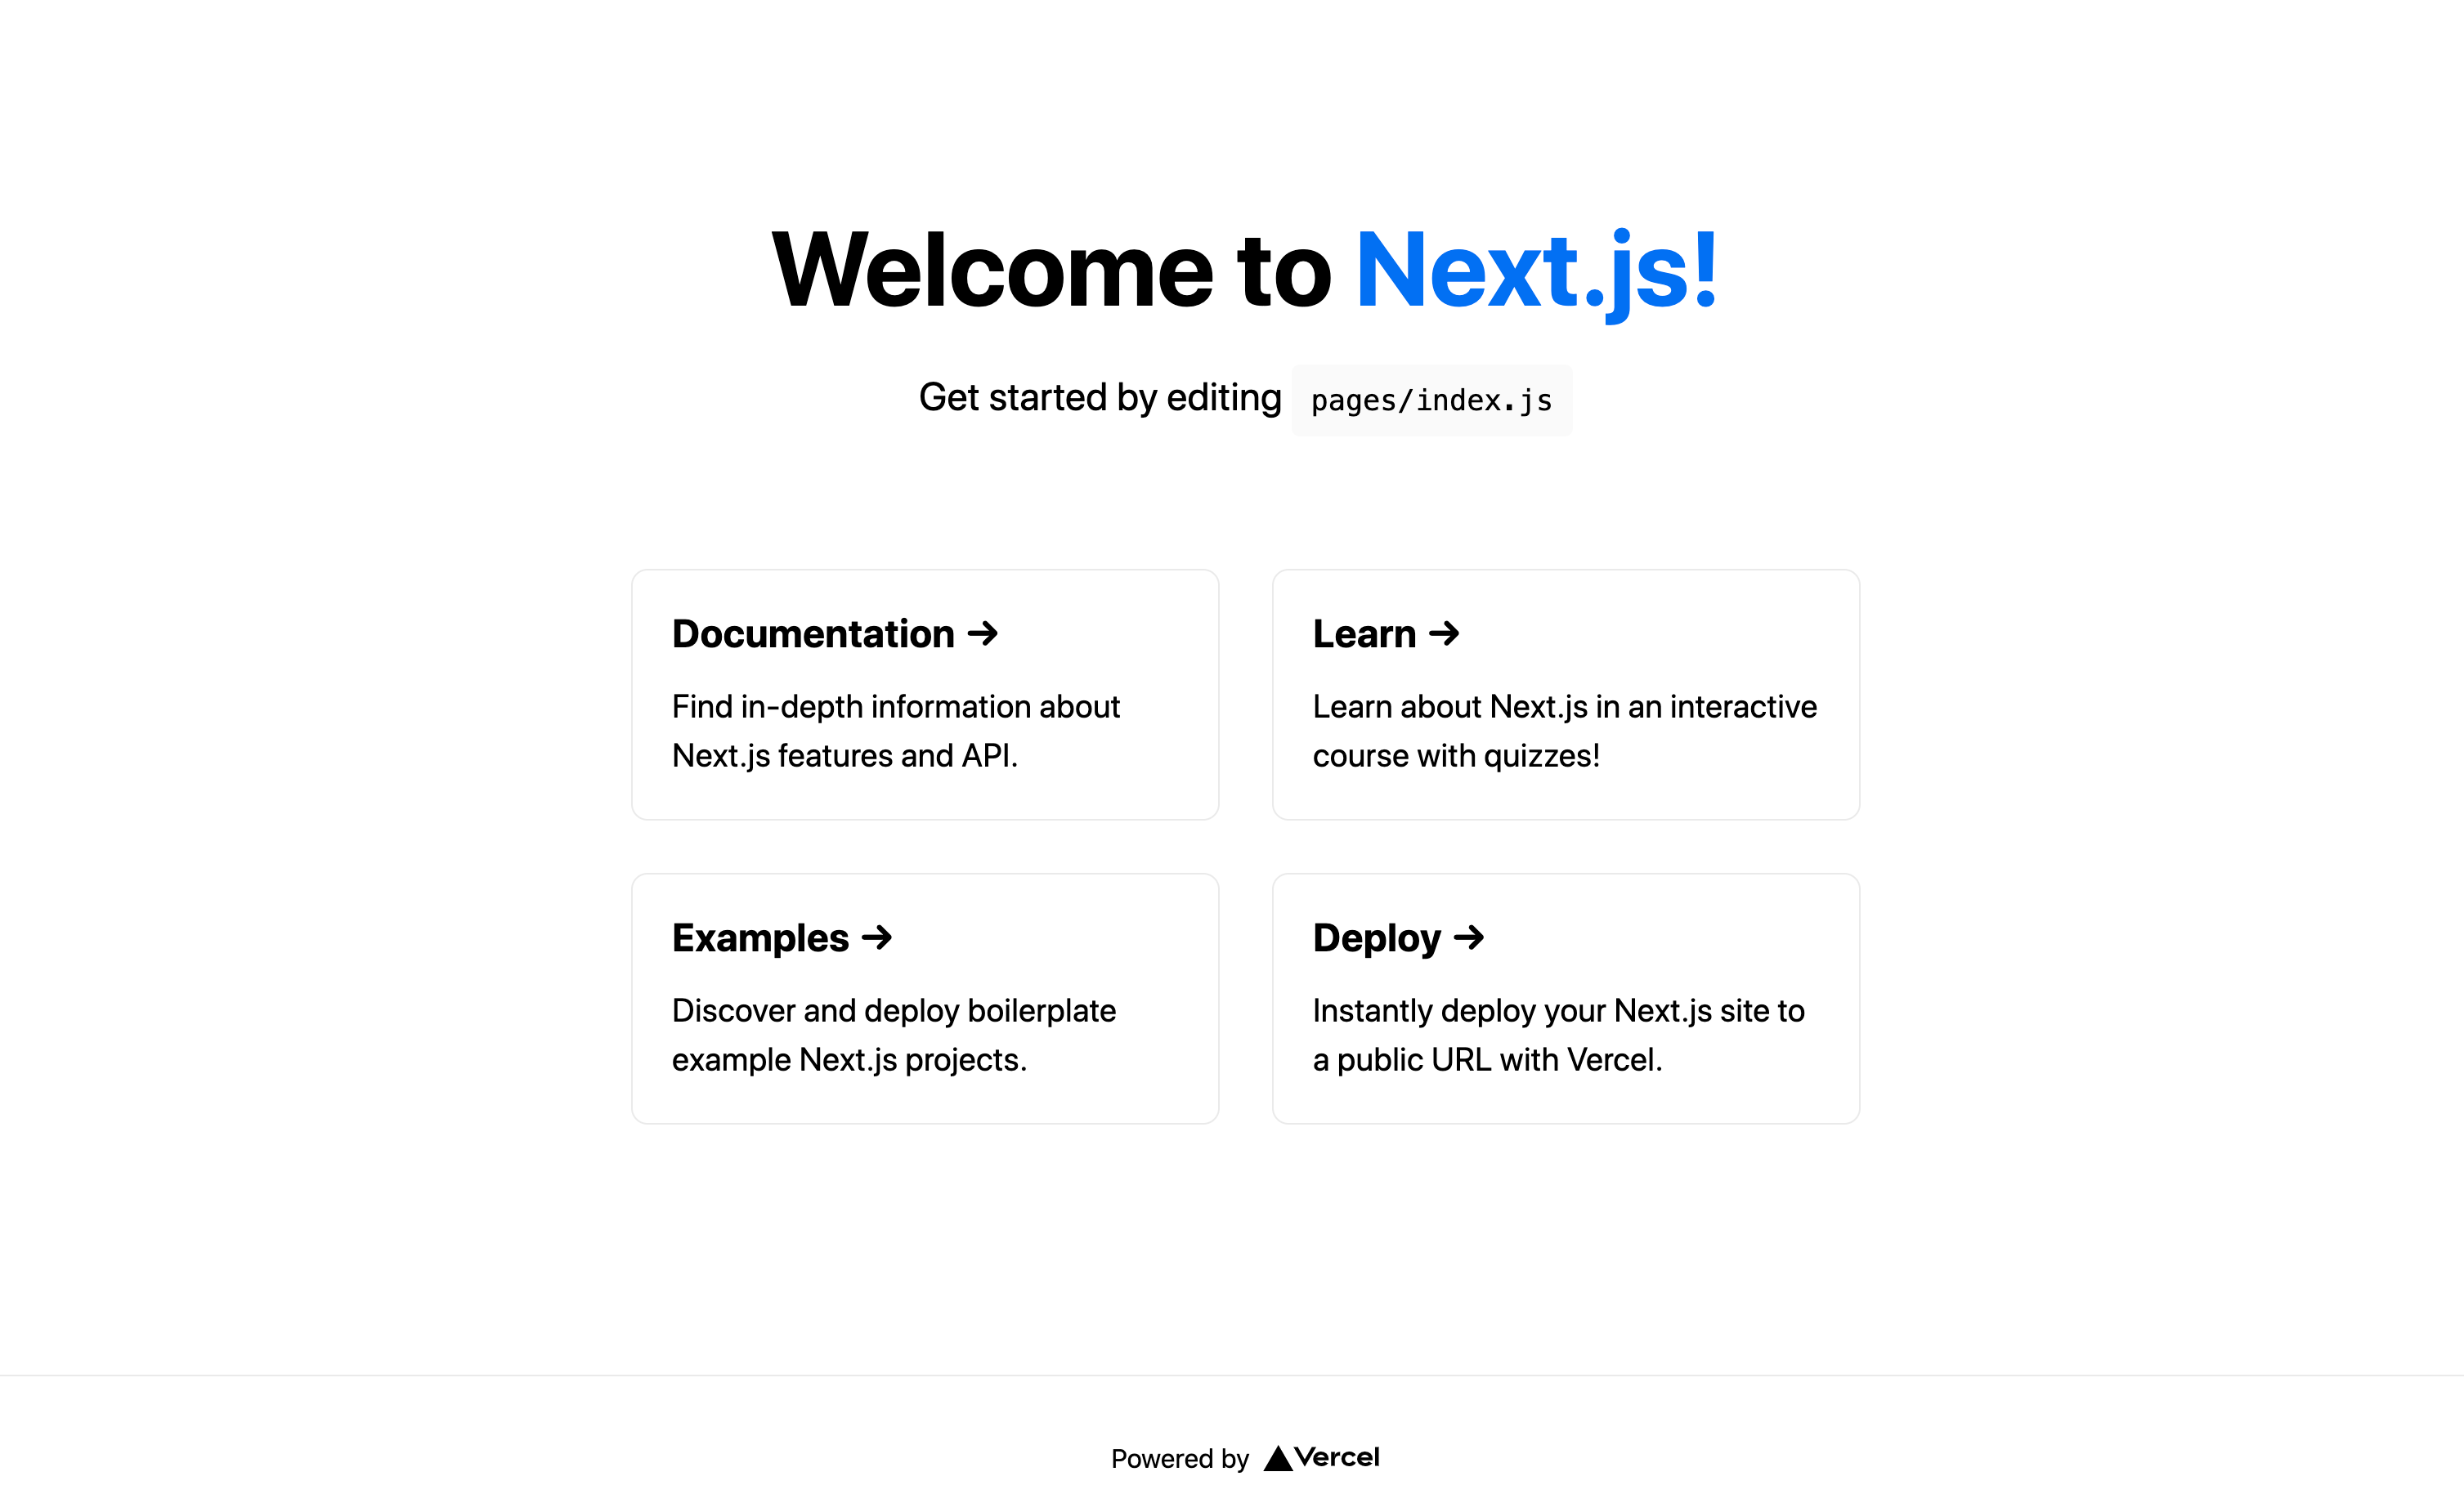 Welcome to Next.js!
Get started by editing pages/index.js
Documentation →
Find in-depth information about
Next.js features and API.
Learn →
Learn about Next.js in an interactive
course with quizzes!
Examples →
Discover and deploy boilerplate
example Next.js projects.
Deploy →
Instantly deploy your Next.js site to
a public URL with Vercel.
Powered by Vercel